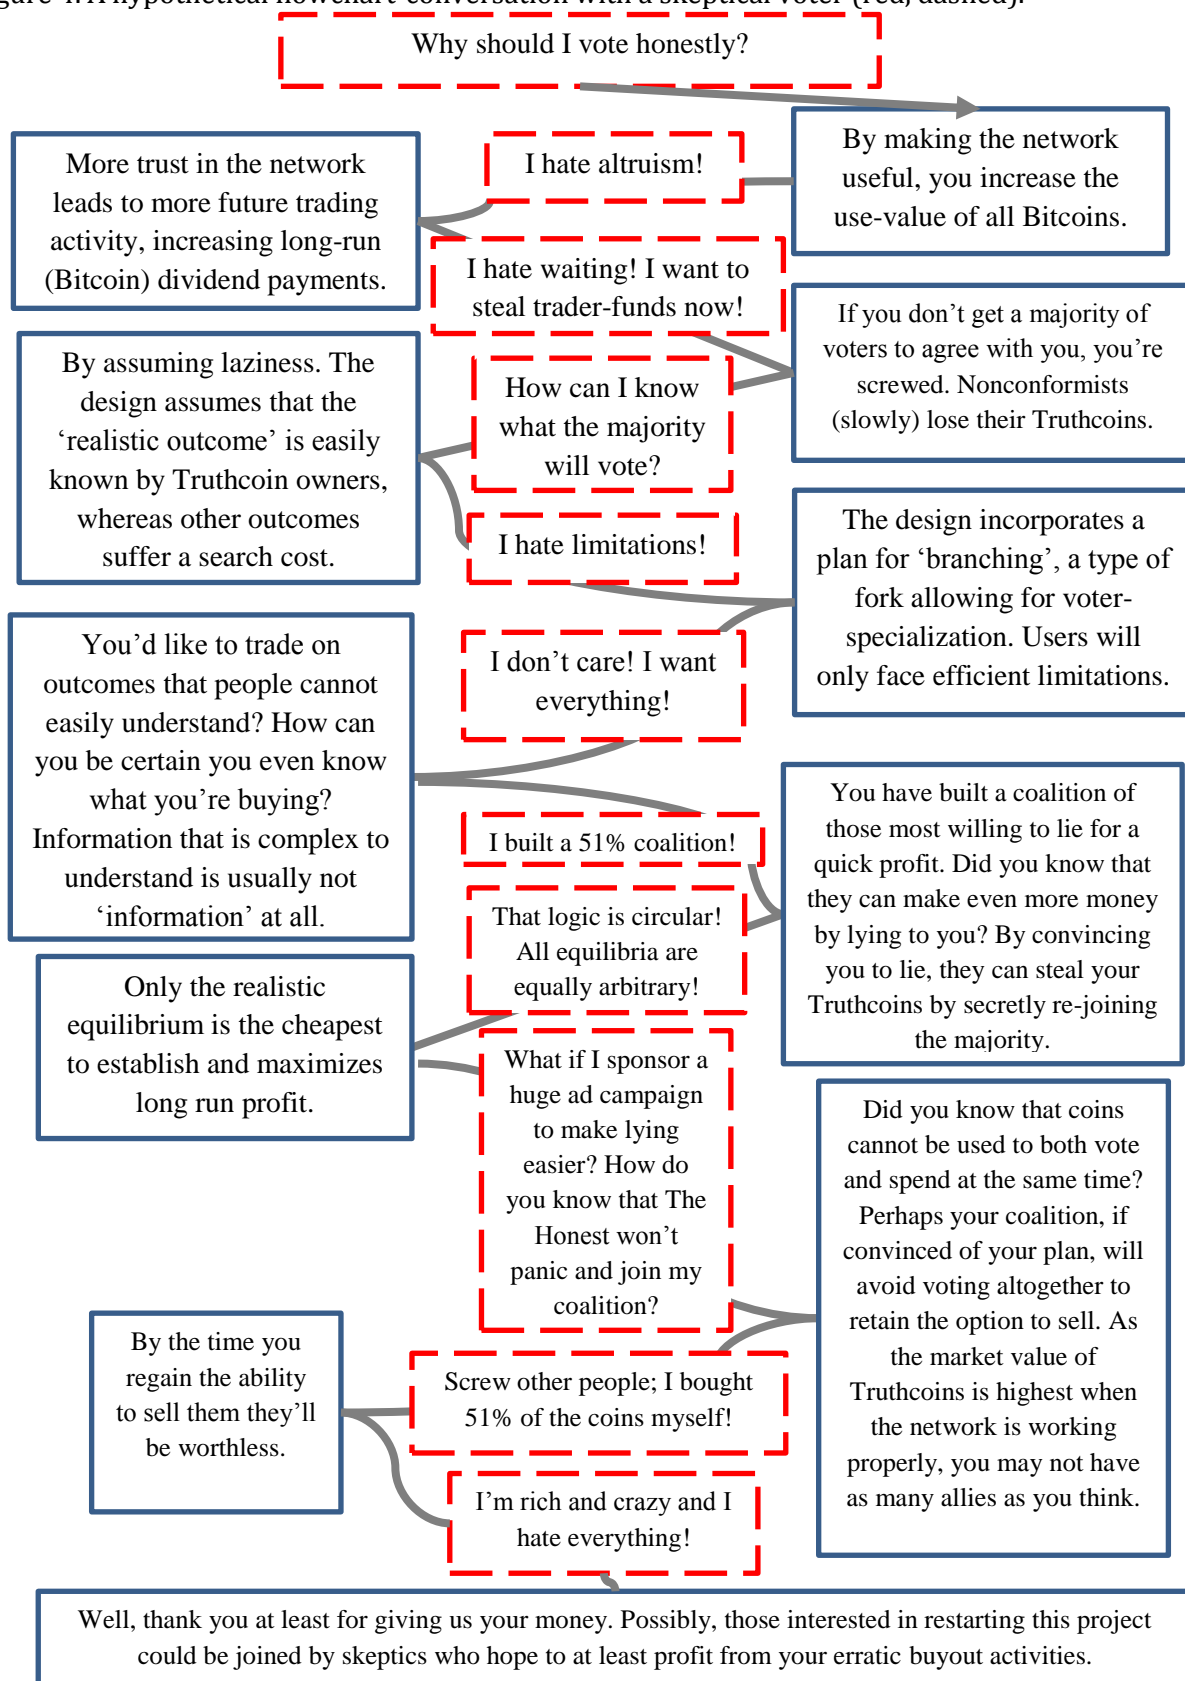 Figure 4. A hypothetical flowchart-conversation with a skeptical voter (red, dashed).
Why should I vote honestly?
By making the network
useful, you increase the
use-value of all Bitcoins.
I hate altruism!
More trust in the network
leads to more future trading
activity, increasing long-run
(Bitcoin) dividend payments.
I hate waiting! I want to
steal trader-funds now!
If you don’t get a majority of
voters to agree with you, you’re
screwed. Nonconformists
(slowly) lose their Truthcoins.
How can I know
what the majority
will vote?
By assuming laziness. The
design assumes that the
‘realistic outcome’ is easily
known by Truthcoin owners,
whereas other outcomes
suffer a search cost.
I hate limitations!
The design incorporates a
plan for ‘branching’, a type of
fork allowing for voter-
specialization. Users will
only face efficient limitations.
I don’t care! I want
everything!
You’d like to trade on
outcomes that people cannot
easily understand? How can
you be certain you even know
what you’re buying?
Information that is complex to
understand is usually not
‘information’ at all.
I built a 51% coalition!
You have built a coalition of
those most willing to lie for a
quick profit. Did you know that
they can make even more money
by lying to you? By convincing
you to lie, they can steal your
Truthcoins by secretly re-joining
the majority.
That logic is circular!
All equilibria are
equally arbitrary!
Only the realistic
equilibrium is the cheapest
to establish and maximizes
long run profit.
What if I sponsor a
huge ad campaign
to make lying
easier? How do
you know that The
Honest won’t
panic and join my
coalition?
Did you know that coins
cannot be used to both vote
and spend at the same time?
Perhaps your coalition, if
convinced of your plan, will
avoid voting altogether to
retain the option to sell. As
the market value of
Truthcoins is highest when
the network is working
properly, you may not have
as many allies as you think.
Screw other people; I bought
51% of the coins myself!
By the time you
regain the ability
to sell them they’ll
be worthless.
I’m rich and crazy and I
hate everything!
Well, thank you at least for giving us your money. Possibly, those interested in restarting this project
could be joined by skeptics who hope to at least profit from your erratic buyout activities.